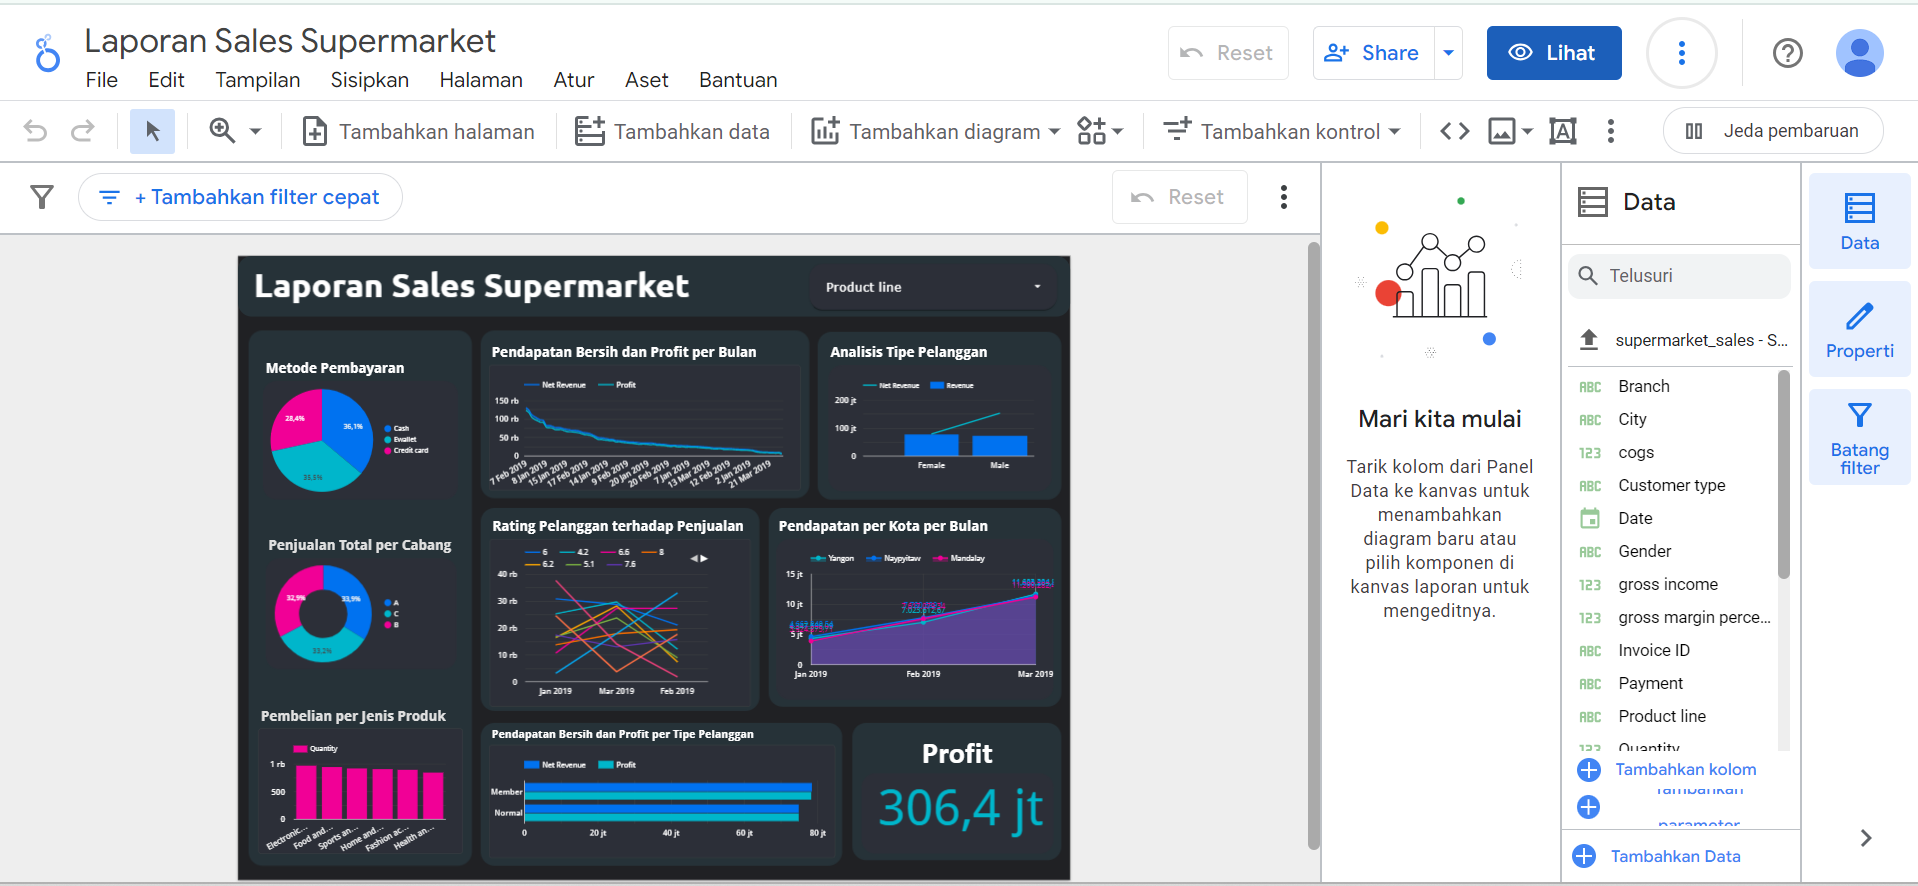 Laporan Sales Supermarket
File Edit Tampilan Sisipkan Halaman Atur Aset Bantuan
Reset Share Lihat
Tambahkan halaman Tambahkan data Tambahkan diagram Tambahkan kontrol Jeda pembaruan
+ Tambahkan filter cepat Reset
Laporan Sales Supermarket
Product line
Metode Pembayaran
28,4%
36,1%
Cash
Ewallet
Credit card
Penjualan Total per Cabang
32,9%
33,9%
33,2%
A
C
B
Pembelian per Jenis Produk
Quantity
1 rb
500
0
Electronic...
Food and...
Sports an...
Home and...
Fashion ac...
Health an...
Pendapatan Bersih dan Profit per Bulan
Net Revenue Profit
150 rb
100 rb
50 rb
0
7 Feb 2019
8 Jan 2019
15 Jan 2019
17 Feb 2019
14 Jan 2019
9 Feb 2019
20 Jan 2019
20 Feb 2019
7 Jan 2019
13 Mar 2019
12 Feb 2019
2 Jan 2019
21 Mar 2019
Analisis Tipe Pelanggan
Net Revenue Revenue
200 jt
100 jt
0
Female Male
Rating Pelanggan terhadap Penjualan
6 4.2 6.6 8
6.2 5.1 7.6
40 rb
30 rb
20 rb
10 rb
0
Jan 2019 Mar 2019 Feb 2019
Pendapatan per Kota per Bulan
Yangon Naypyitaw Mandalay
15 jt
10 jt
5 jt
0
Jan 2019 Feb 2019 Mar 2019
Pendapatan Bersih dan Profit per Tipe Pelanggan
Net Revenue Profit
Member
Normal
0 20 jt 40 jt 60 jt 80 jt
Profit
306,4 jt
Mari kita mulai
Tarik kolom dari Panel
Data ke kanvas untuk
menambahkan
diagram baru atau
pilih komponen di
kanvas laporan untuk
mengeditnya.
Data
Telusuri
supermarket_sales - S...
ABC Branch
ABC City
123 cogs
ABC Customer type
Date
ABC Gender
123 gross income
123 gross margin perce...
ABC Invoice ID
ABC Payment
ABC Product line
123 Quantity
Tambahkan kolom
Tambahkan
parameter
Tambahkan Data
Data
Properti
Batang
filter